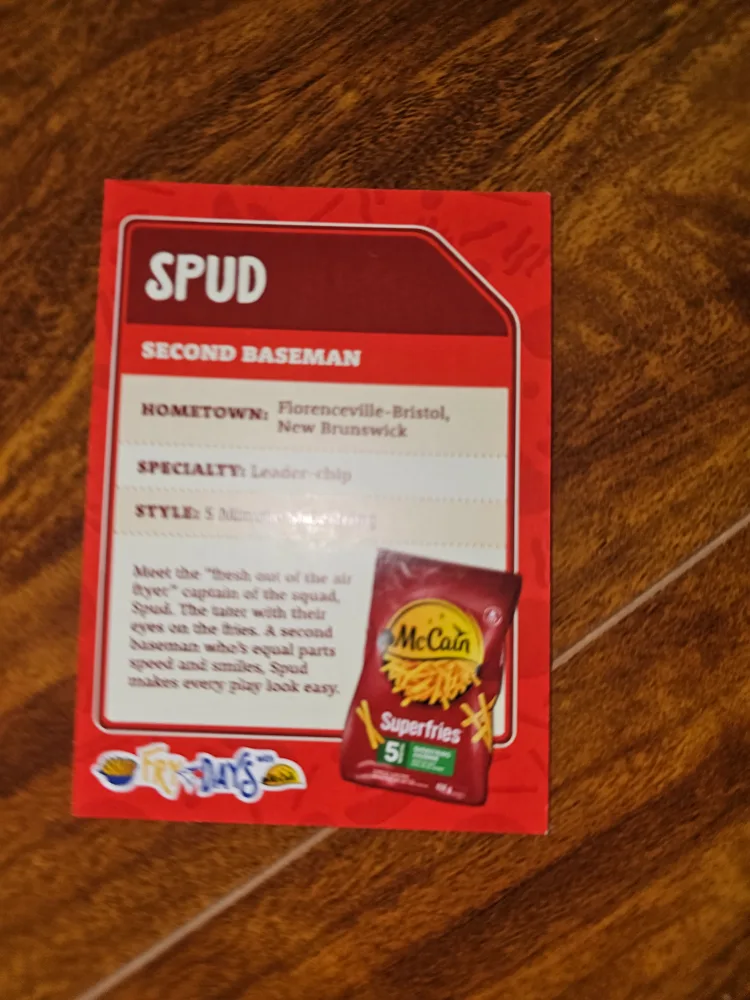 SPUD
SECOND BASEMAN
HOMETOWN: Florenceville-Bristol,
New Brunswick
SPECIALTY: Leader-chip
STYLE: 5 Minute
Meet the "fresh out of the air
fryer" captain of the squad,
Spud. The tater with their
eyes on the fries. A second
baseman who's equal parts
speed and smiles, Spud
makes every play look easy.
McCain
Superfries
5
FRYDAYS